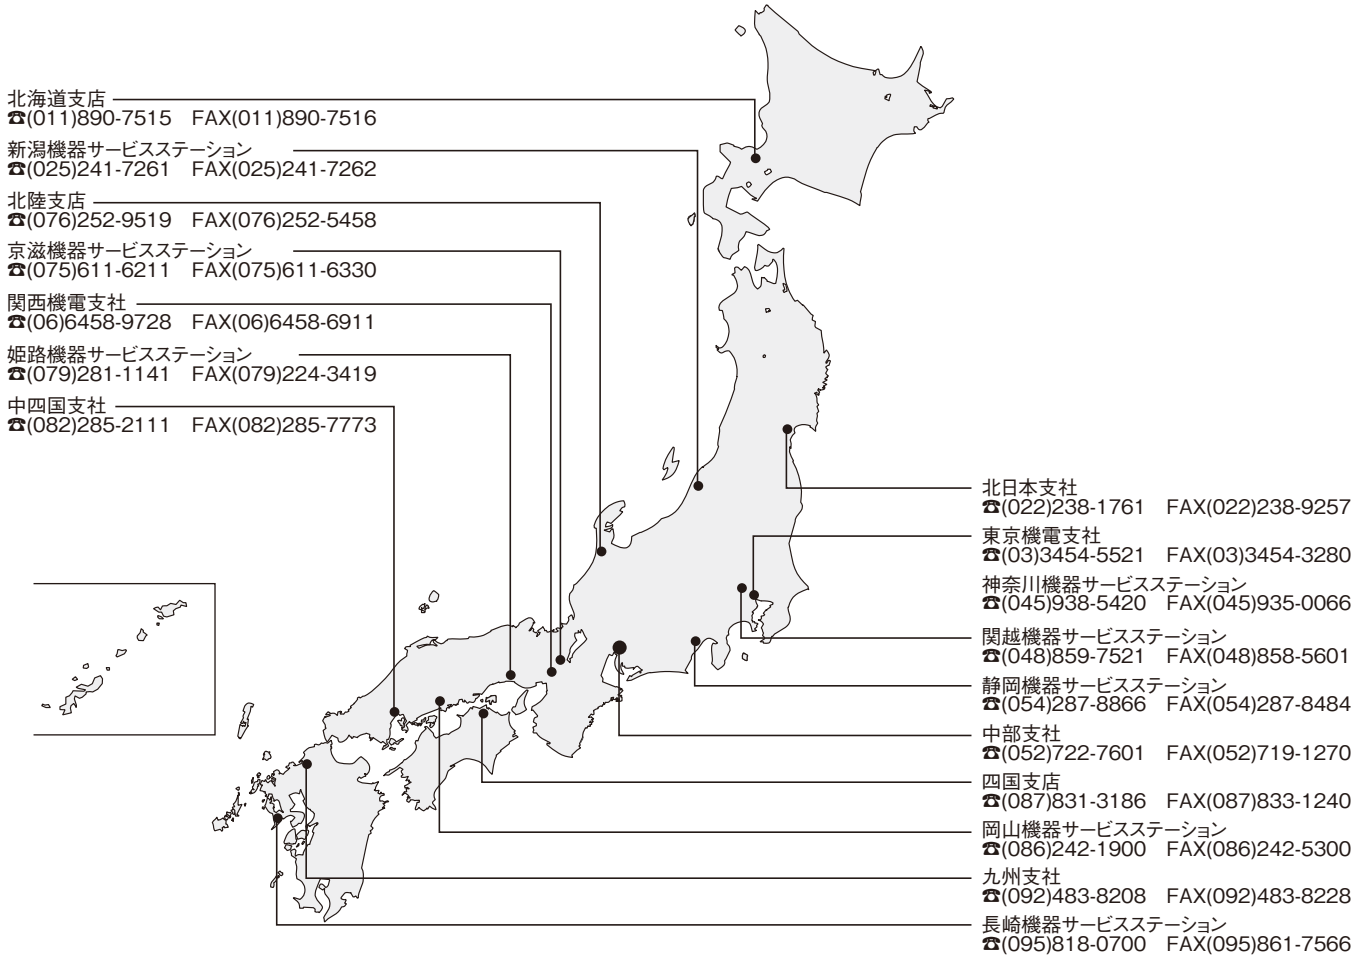 北海道支店
☎(011)890-7515 FAX(011)890-7516
新潟機器サービスステーション
☎(025)241-7261 FAX(025)241-7262
北陸支店
☎(076)252-9519 FAX(076)252-5458
京滋機器サービスステーション
☎(075)611-6211 FAX(075)611-6330
関西機電支社
☎(06)6458-9728 FAX(06)6458-6911
姫路機器サービスステーション
☎(079)281-1141 FAX(079)224-3419
中四国支社
☎(082)285-2111 FAX(082)285-7773
北日本支社
☎(022)238-1761 FAX(022)238-9257
東京機電支社
☎(03)3454-5521 FAX(03)3454-3280
神奈川機器サービスステーション
☎(045)938-5420 FAX(045)935-0066
関越機器サービスステーション
☎(048)859-7521 FAX(048)858-5601
静岡機器サービスステーション
☎(054)287-8866 FAX(054)287-8484
中部支社
☎(052)722-7601 FAX(052)719-1270
四国支店
☎(087)831-3186 FAX(087)833-1240
岡山機器サービスステーション
☎(086)242-1900 FAX(086)242-5300
九州支社
☎(092)483-8208 FAX(092)483-8228
長崎機器サービスステーション
☎(095)818-0700 FAX(095)861-7566